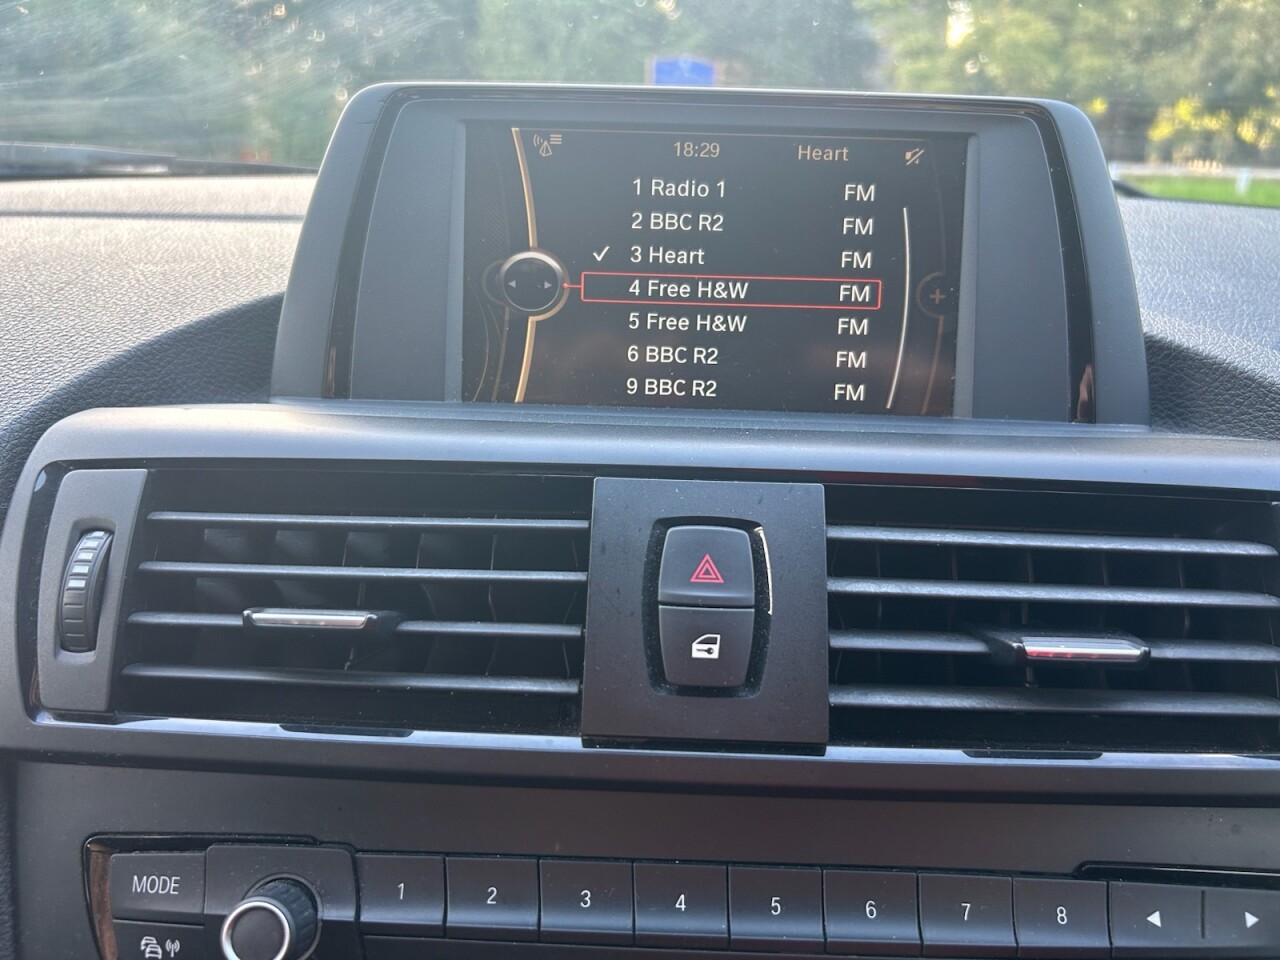 18:29 Heart
1 Radio 1 FM
2 BBC R2 FM
✓ 3 Heart FM
4 Free H&W FM
5 Free H&W FM
6 BBC R2 FM
9 BBC R2 FM
MODE 1 2 3 4 5 6 7 8